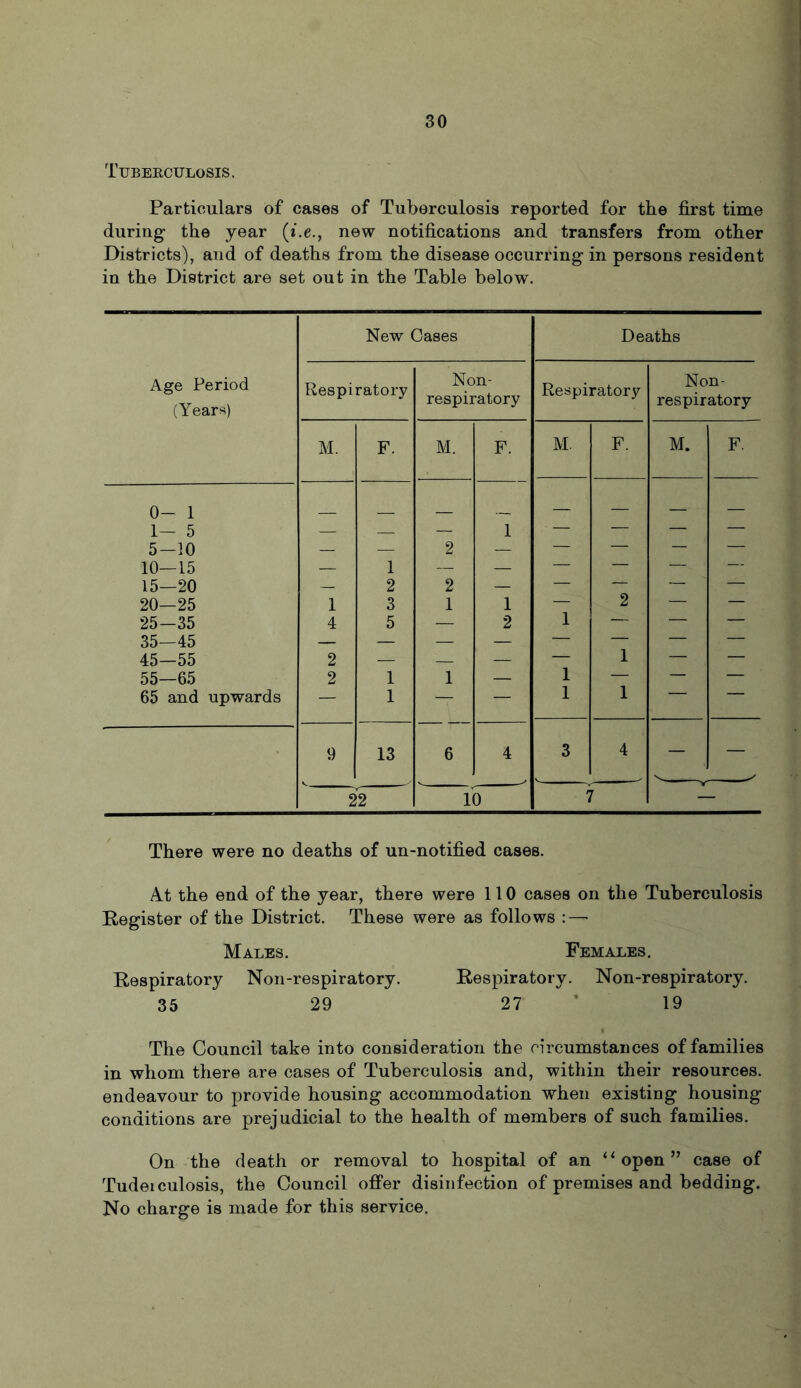 30
TUBERCULOSIS.
Particulars of cases of Tuberculosis reported for the first time
during the year (i.e., new notifications and transfers from other
Districts), and of deaths from the disease occurring in persons resident
in the District are set out in the Table below.
Age Period (Years) New Cases Deaths
Respiratory Non-respiratory Respiratory Non-respiratory
M. F. M. F. M. F. M. F.
0— 1 — — — — — — — —
1— 5 — — — 1 — — — —
5—10 — — 2 — — — — —
10—15 — 1 — — — — — —
15—20 — 2 2 — — — — —
20—25 1 3 1 1 — 2 — —
25—35 4 5 — 2 1 — — —
35—45 — — — — — — — —
45—55 2 — — — — 1 — —
55—65 2 1 1 — 1 — — —
65 and upwards — 1 — — 1 1 — —
9 13 6 4 3 4 — —
22 10 7 —
There were no deaths of un-notified cases.
At the end of the year, there were 110 cases on the Tuberculosis
Register of the District. These were as follows :—
MALES. FEMALES.
Respiratory Non-respiratory. Respiratory. Non-respiratory.
35 29 27 19
The Council take into consideration the circumstances of families
in whom there are cases of Tuberculosis and, within their resources.
endeavour to provide housing accommodation when existing housing
conditions are prejudicial to the health of members of such families.
On the death or removal to hospital of an “open” case of
Tudeiculosis, the Council offer disinfection of premises and bedding.
No charge is made for this service.